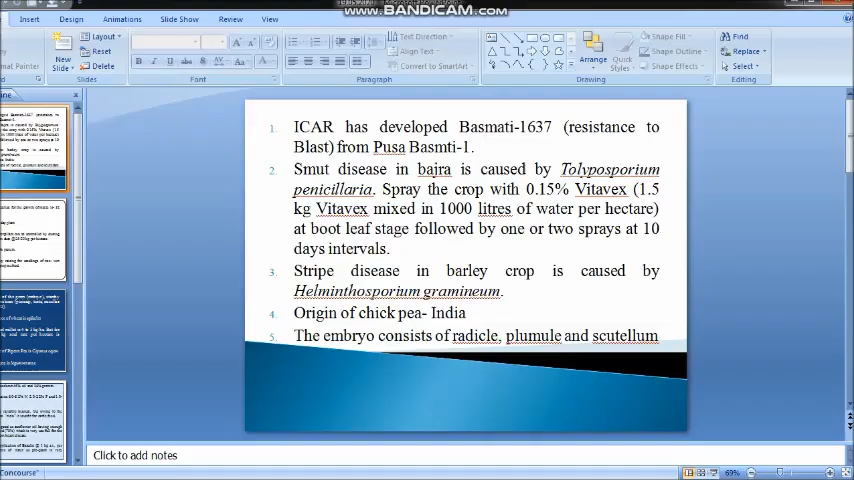 www.BANDICAM.com
Insert Design Animations Slide Show Review View
Layout Text Direction Shape Fill Find
New Slide Reset Align Text Arrange Quick Styles Shape Outline Replace
Delete Convert to SmartArt Shape Effects Select
Slides Font Paragraph Drawing Editing
1. ICAR has developed Basmati-1637 (resistance to
Blast) from Pusa Basmti-1.
2. Smut disease in bajra is caused by Tolyposporium
penicillaria. Spray the crop with 0.15% Vitavex (1.5
kg Vitavex mixed in 1000 litres of water per hectare)
at boot leaf stage followed by one or two sprays at 10
days intervals.
3. Stripe disease in barley crop is caused by
Helminthosporium gramineum.
4. Origin of chick pea- India
5. The embryo consists of radicle, plumule and scutellum
Click to add notes
Concourse" 69%